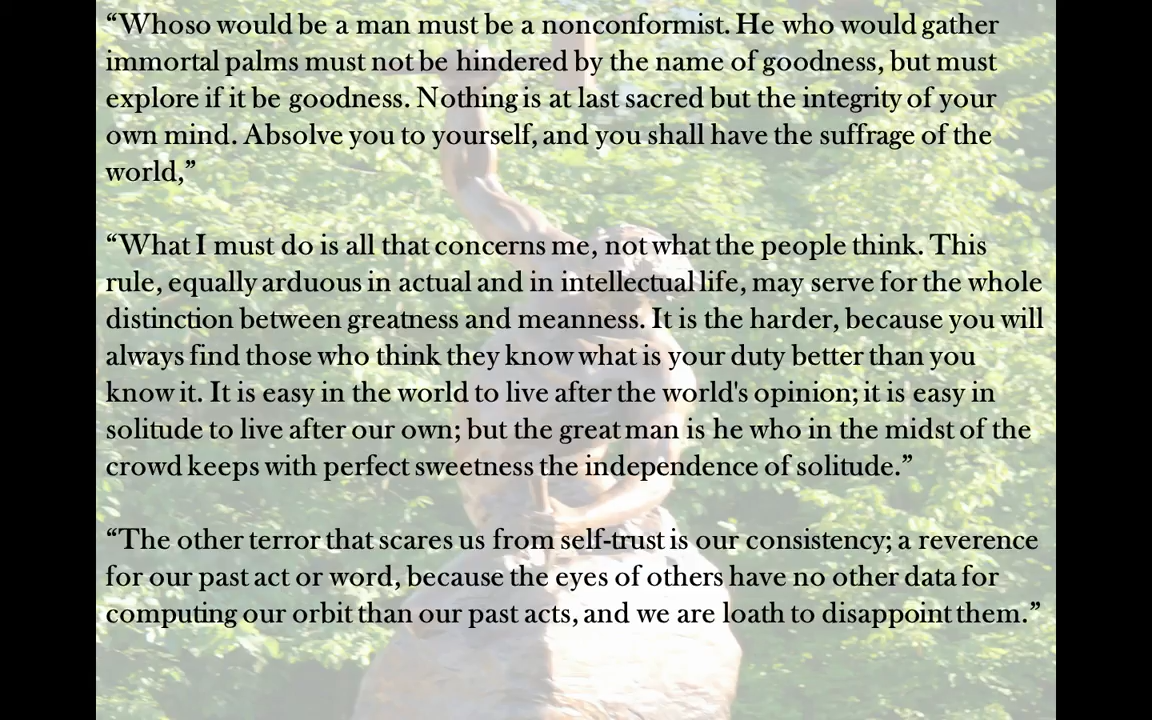 “Whoso would be a man must be a nonconformist. He who would gather
immortal palms must not be hindered by the name of goodness, but must
explore if it be goodness. Nothing is at last sacred but the integrity of your
own mind. Absolve you to yourself, and you shall have the suffrage of the
world,”
“What I must do is all that concerns me, not what the people think. This
rule, equally arduous in actual and in intellectual life, may serve for the whole
distinction between greatness and meanness. It is the harder, because you will
always find those who think they know what is your duty better than you
know it. It is easy in the world to live after the world's opinion; it is easy in
solitude to live after our own; but the great man is he who in the midst of the
crowd keeps with perfect sweetness the independence of solitude.”
“The other terror that scares us from self-trust is our consistency; a reverence
for our past act or word, because the eyes of others have no other data for
computing our orbit than our past acts, and we are loath to disappoint them.”